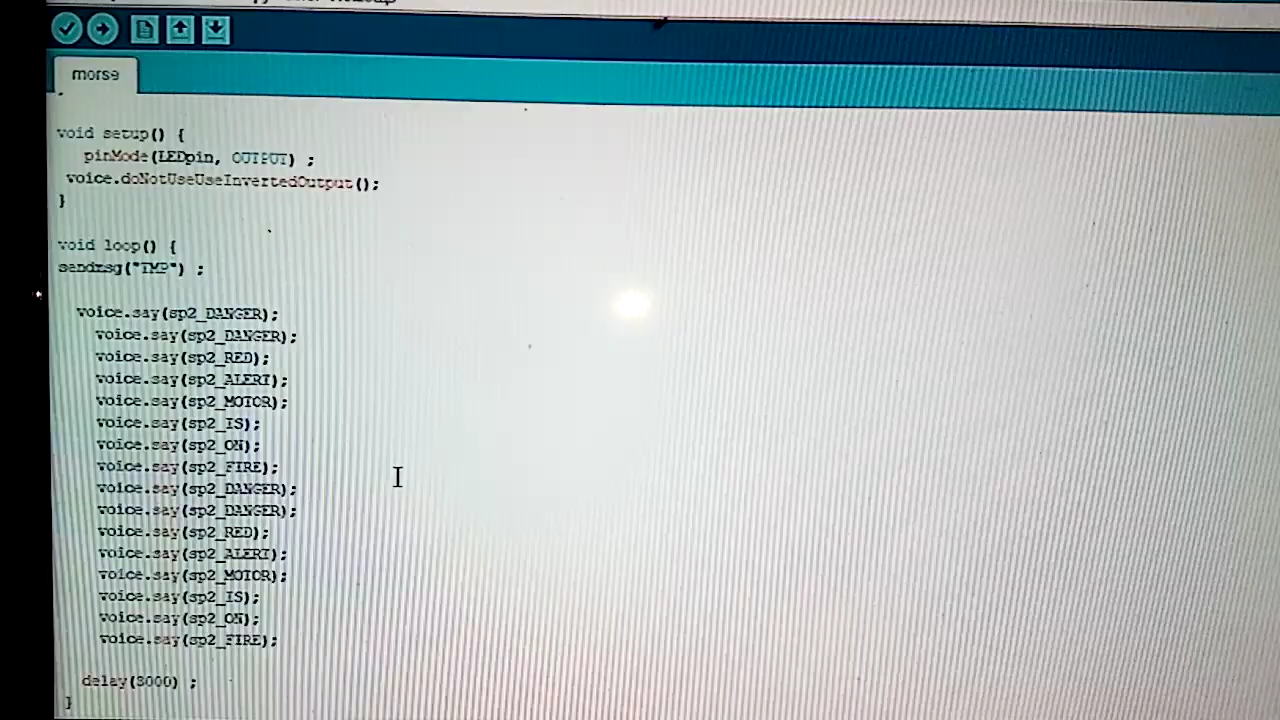 morse
void setup() {
pinMode(LEDpin, OUTPUT) ;
voice.doNotUseUseInvertedOutput();
}
void loop() {
sendmsg("TMP") ;
voice.say(sp2_DANGER);
voice.say(sp2_DANGER);
voice.say(sp2_RED);
voice.say(sp2_ALERT);
voice.say(sp2_MOTOR);
voice.say(sp2_IS);
voice.say(sp2_ON);
voice.say(sp2_FIRE);
voice.say(sp2_DANGER);
voice.say(sp2_DANGER);
voice.say(sp2_RED);
voice.say(sp2_ALERT);
voice.say(sp2_MOTOR);
voice.say(sp2_IS);
voice.say(sp2_ON);
voice.say(sp2_FIRE);
delay(3000) ;
}